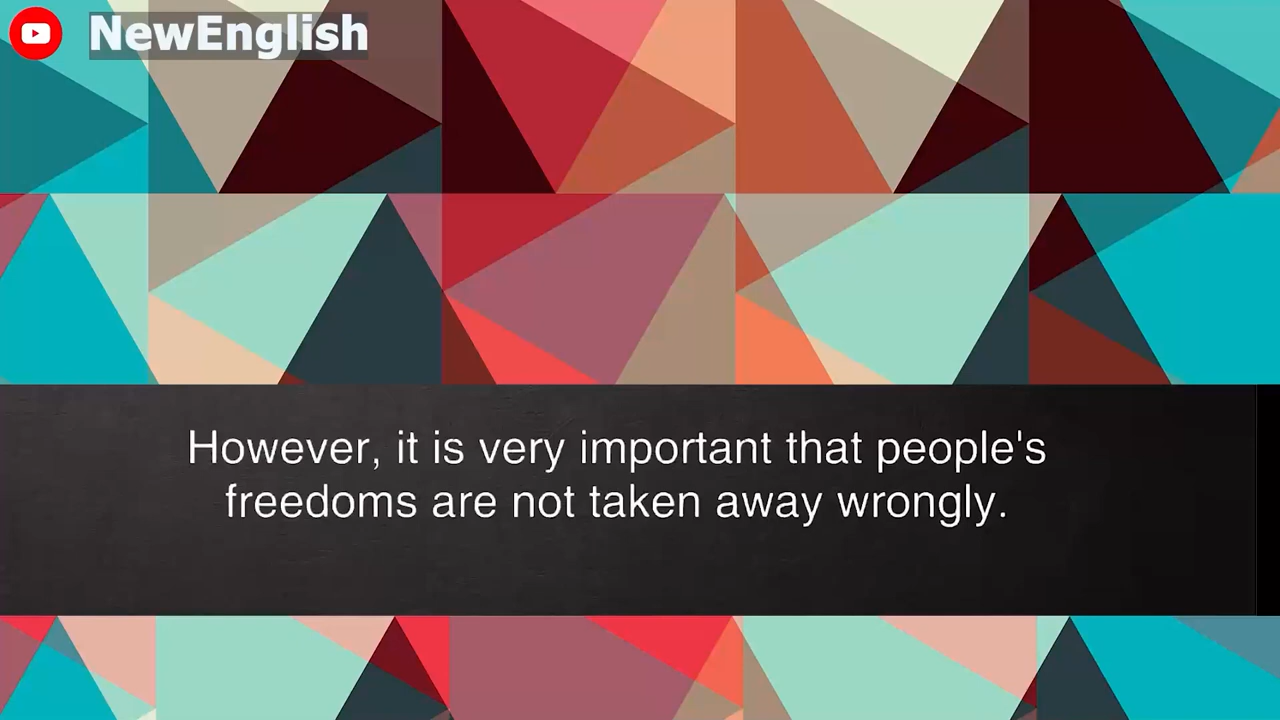 NewEnglish
However, it is very important that people's
freedoms are not taken away wrongly.